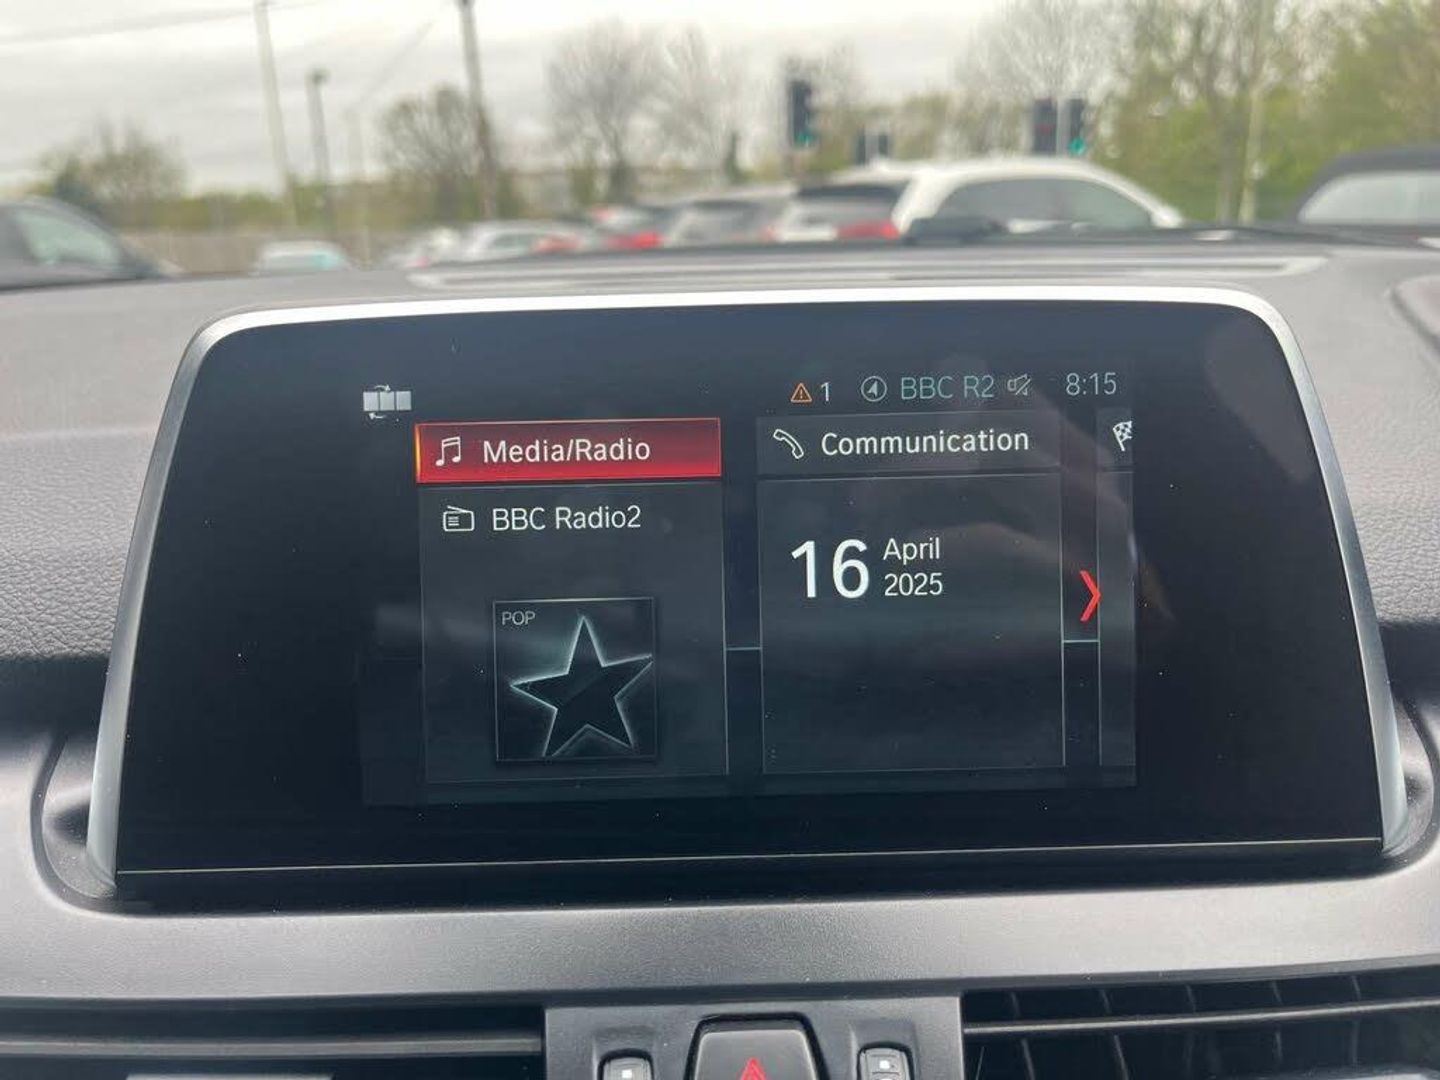 1 BBC R2 8:15
Media/Radio
Communication
BBC Radio2
16 April
2025
POP